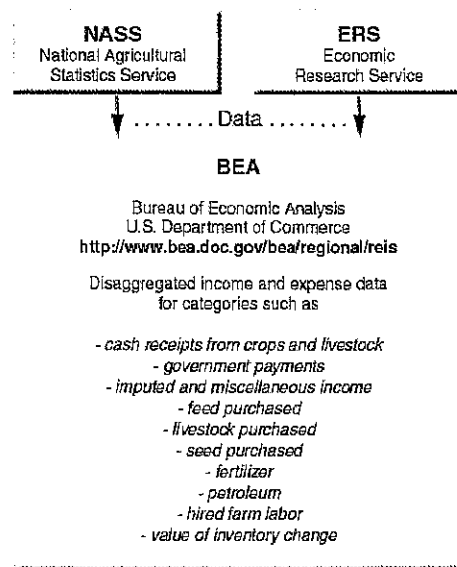 NASS
National Agricultural
Statistics Service
ERS
Economic
Research Service
........ Data ........
BEA
Bureau of Economic Analysis
U.S. Department of Commerce
http://www.bea.doc.gov/bea/regional/reis
Disaggregated income and expense data
for categories such as
- cash receipts from crops and livestock
- government payments
- imputed and miscellaneous income
- feed purchased
- livestock purchased
- seed purchased
- fertilizer
- petroleum
- hired farm labor
- value of inventory change